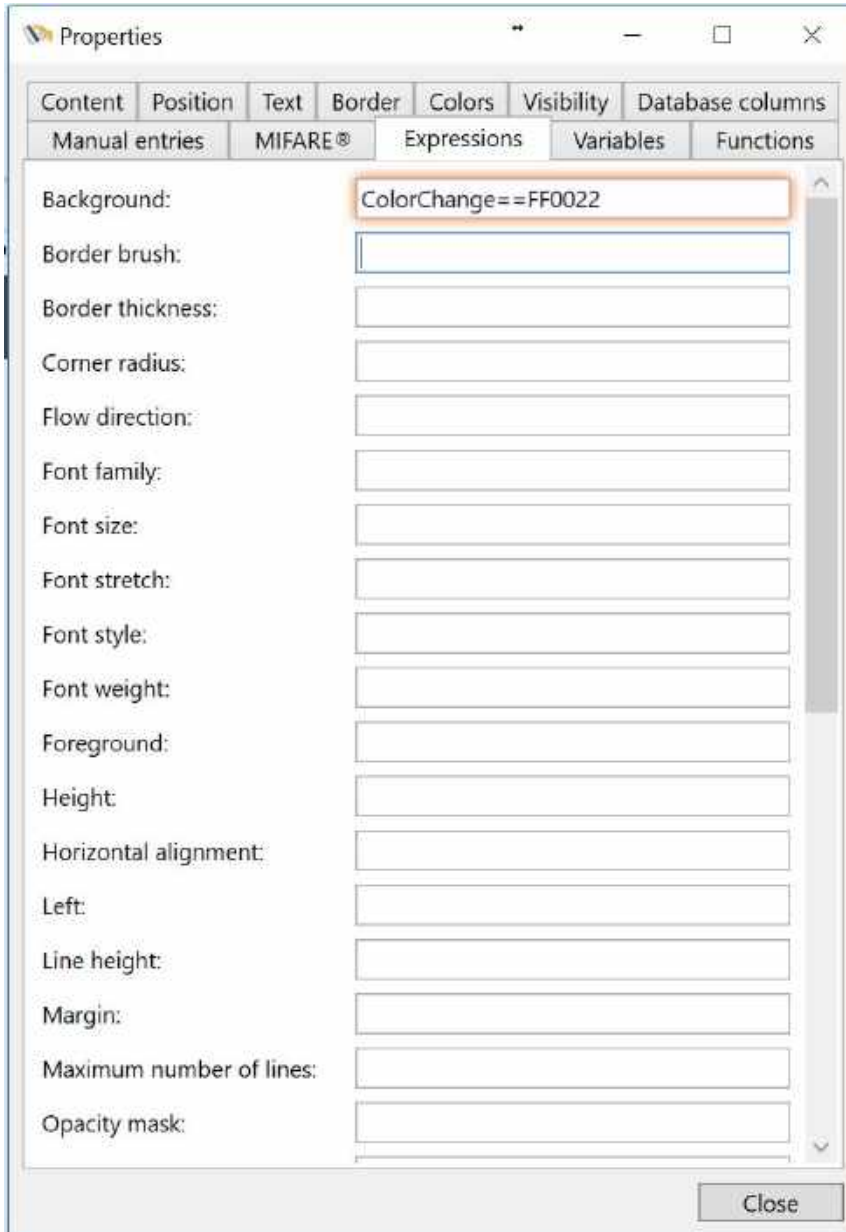 Properties
Content Position Text Border Colors Visibility Database columns
Manual entries MIFARE® Expressions Variables Functions
Background: ColorChange==FF0022
Border brush:
Border thickness:
Corner radius:
Flow direction:
Font family:
Font size:
Font stretch:
Font style:
Font weight:
Foreground:
Height:
Horizontal alignment:
Left:
Line height:
Margin:
Maximum number of lines:
Opacity mask:
Close